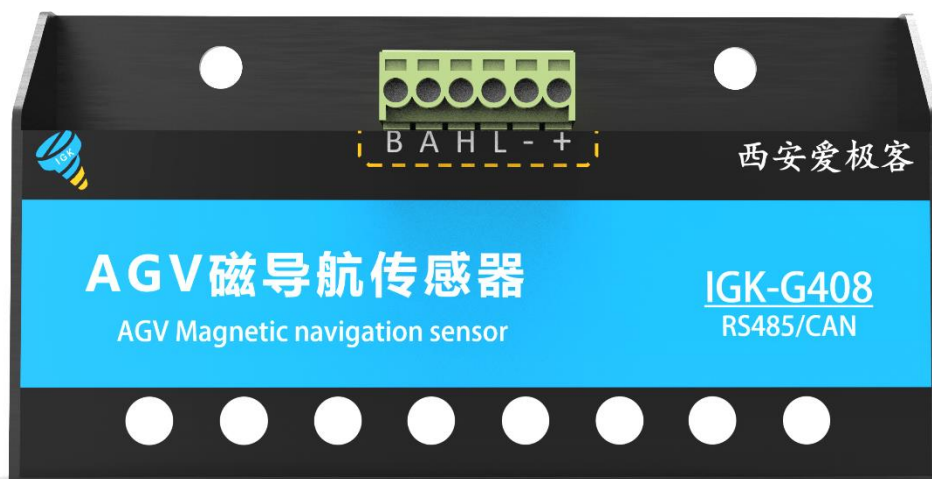 B A H L - +
IGK
西安爱极客
AGV磁导航传感器
AGV Magnetic navigation sensor
IGK-G408
RS485/CAN